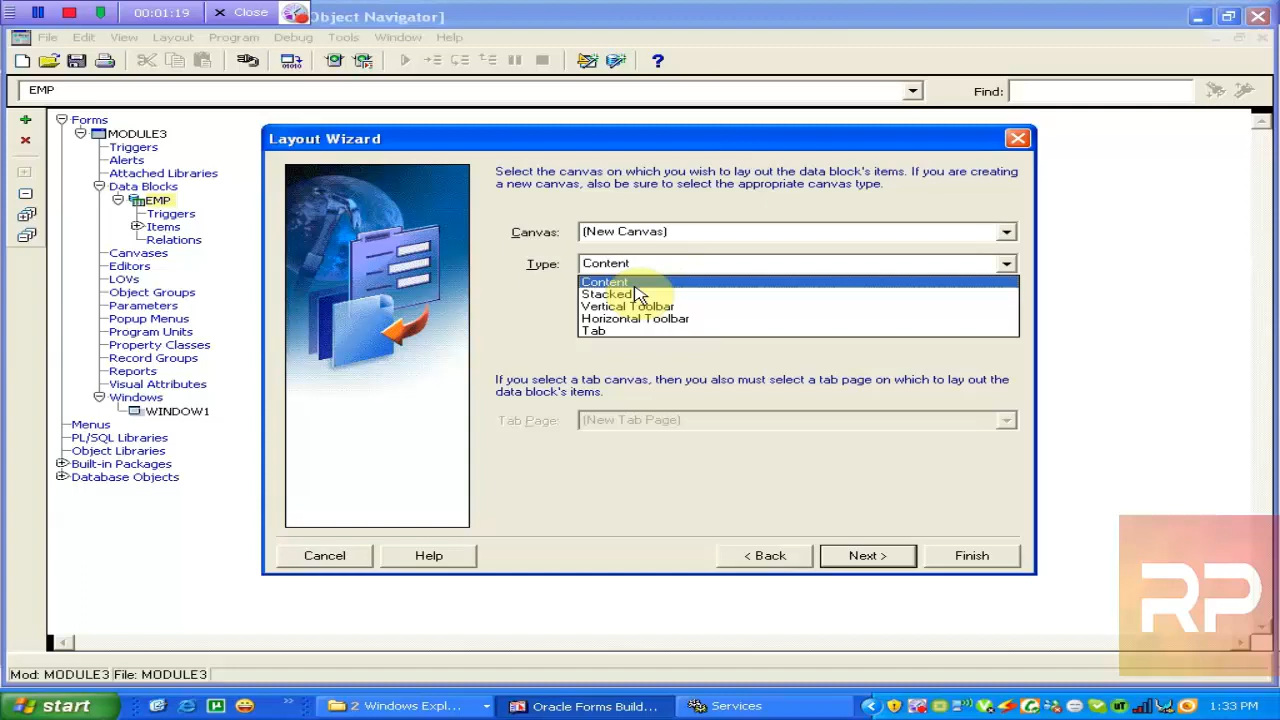 00:01:19 Close Object Navigator]
File Edit View Layout Program Debug Tools Window Help
EMP Find:
Forms
MODULE3
Triggers
Alerts
Attached Libraries
Data Blocks
EMP
Triggers
Items
Relations
Canvases
Editors
LOVs
Object Groups
Parameters
Popup Menus
Program Units
Property Classes
Record Groups
Reports
Visual Attributes
Windows
WINDOW1
Menus
PL/SQL Libraries
Object Libraries
Built-in Packages
Database Objects
Layout Wizard
Select the canvas on which you wish to lay out the data block's items. If you are creating
a new canvas, also be sure to select the appropriate canvas type.
Canvas: (New Canvas)
Type: Content
Content
Stacked
Vertical Toolbar
Horizontal Toolbar
Tab
If you select a tab canvas, then you also must select a tab page on which to lay out the
data block's items.
Tab Page: (New Tab Page)
Cancel Help < Back Next > Finish
RP
Mod: MODULE3 File: MODULE3
start 2 Windows Expl... Oracle Forms Build... Services 1:33 PM